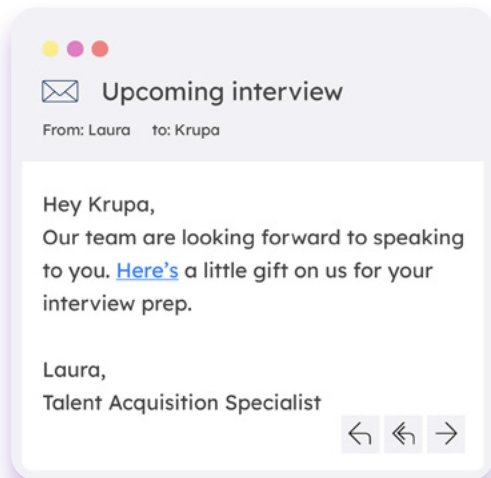 Upcoming interview
From: Laura to: Krupa
Hey Krupa,
Our team are looking forward to speaking
to you. Here’s a little gift on us for your
interview prep.
Laura,
Talent Acquisition Specialist